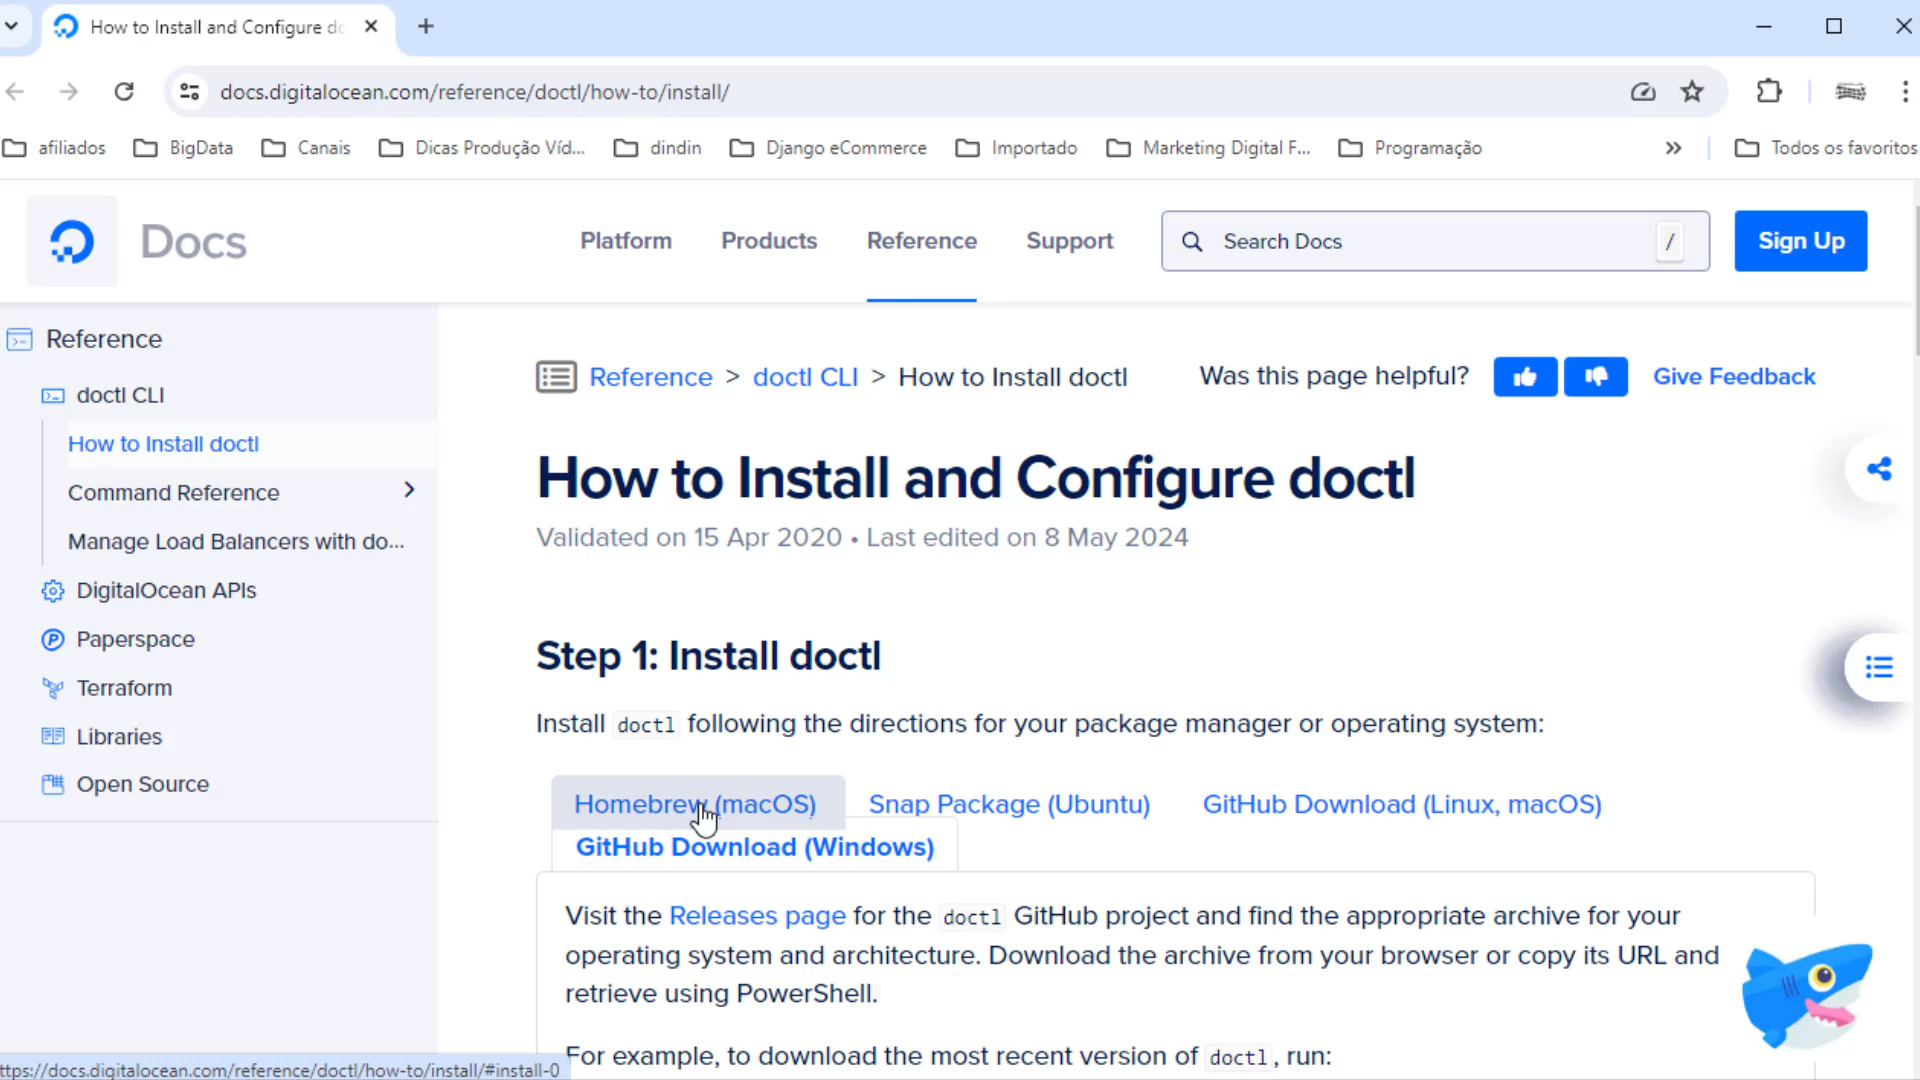 How to Install and Configure do
docs.digitalocean.com/reference/doctl/how-to/install/
afiliados BigData Canais Dicas Produção Víd... dindin Django eCommerce Importado Marketing Digital F... Programação » Todos os favoritos
Docs Platform Products Reference Support Search Docs / Sign Up
Reference
doctl CLI
How to Install doctl
Command Reference
Manage Load Balancers with do...
DigitalOcean APIs
Paperspace
Terraform
Libraries
Open Source
Reference > doctl CLI > How to Install doctl Was this page helpful? Give Feedback
How to Install and Configure doctl
Validated on 15 Apr 2020 • Last edited on 8 May 2024
Step 1: Install doctl
Install doctl following the directions for your package manager or operating system:
Homebrew (macOS) Snap Package (Ubuntu) GitHub Download (Linux, macOS)
GitHub Download (Windows)
Visit the Releases page for the doctl GitHub project and find the appropriate archive for your
operating system and architecture. Download the archive from your browser or copy its URL and
retrieve using PowerShell.
For example, to download the most recent version of doctl, run:
ttps://docs.digitalocean.com/reference/doctl/how-to/install/#install-0